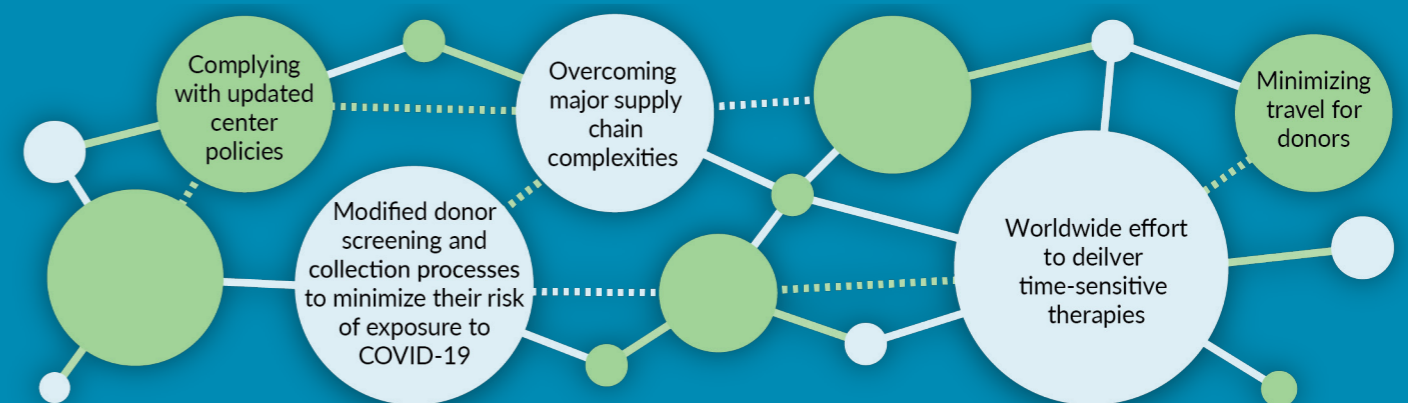 Complying
with updated
center
policies
Overcoming
major supply
chain
complexities
Minimizing
travel for
donors
Modified donor
screening and
collection processes
to minimize their risk
of exposure to
COVID-19
Worldwide effort
to deilver
time-sensitive
therapies